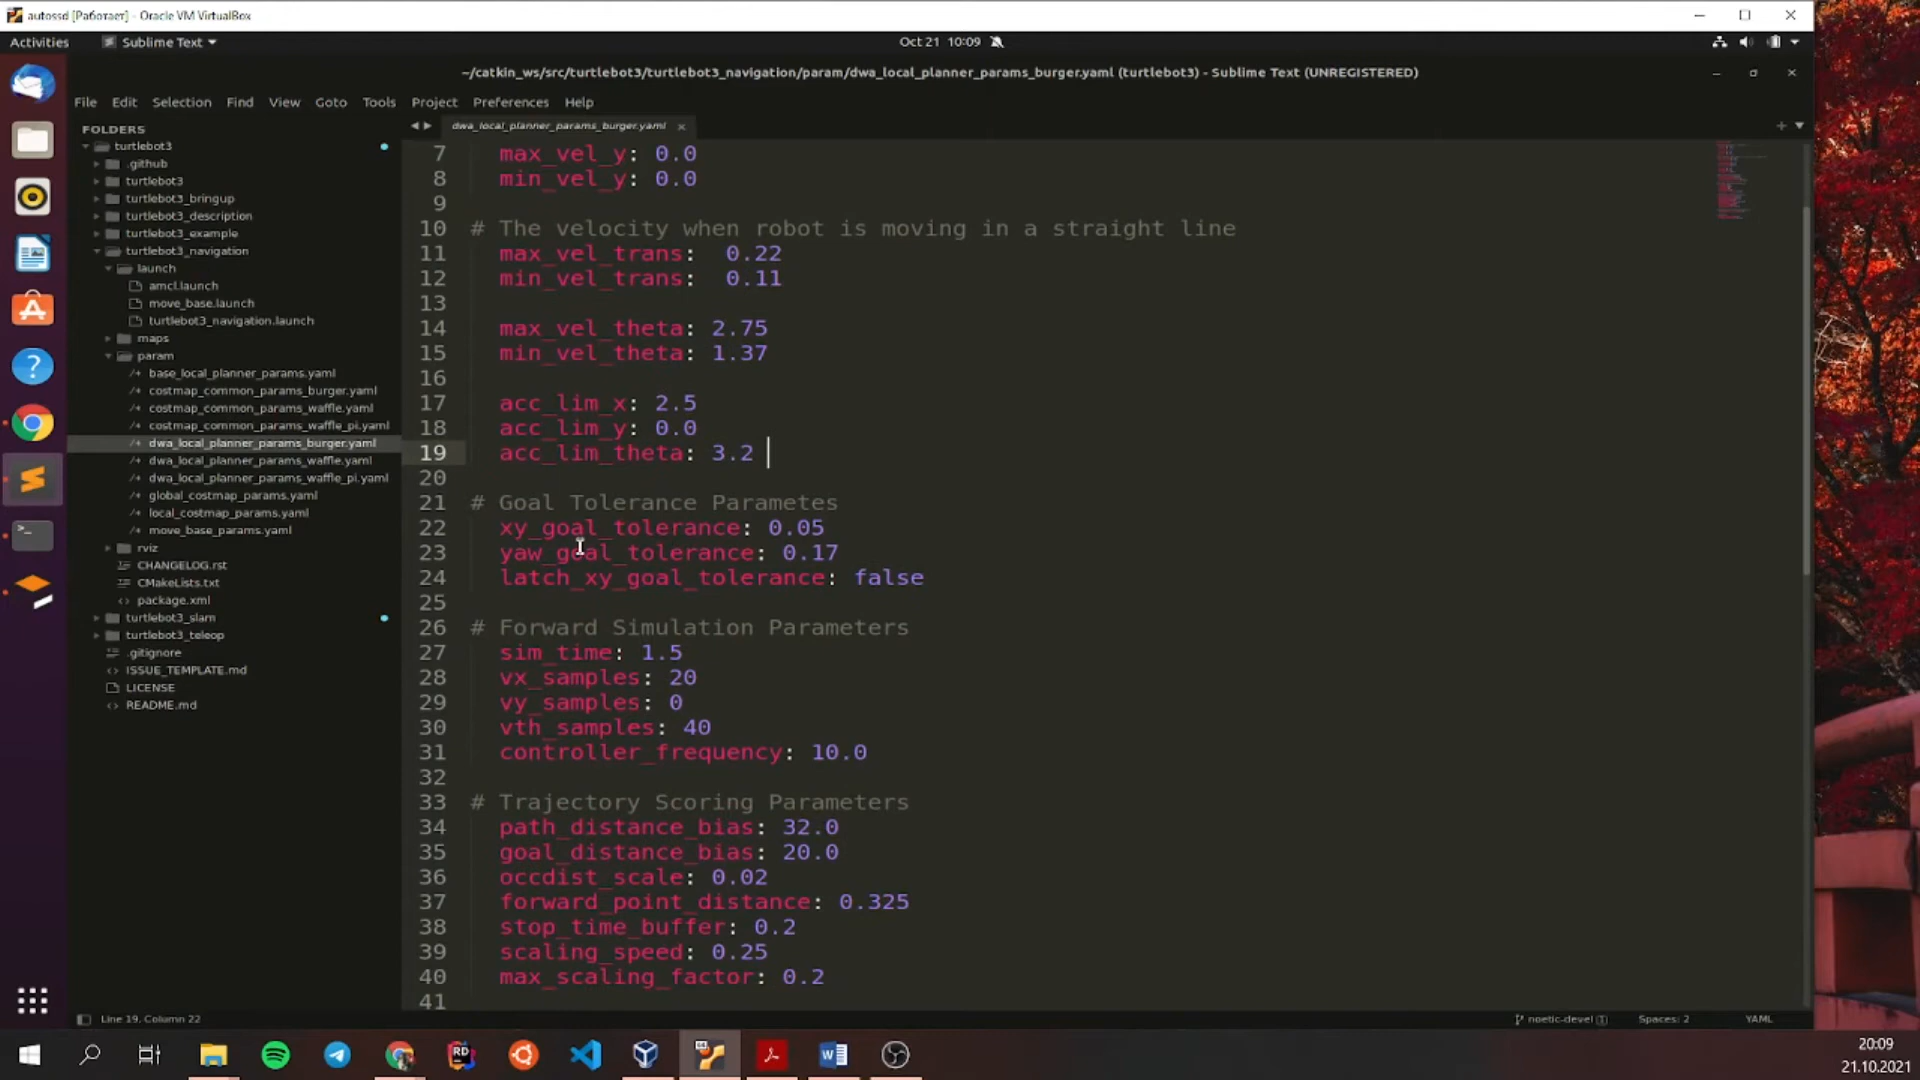 autossd [Работает] - Oracle VM VirtualBox
Activities
Sublime Text
Oct 21 10:09
~/catkin_ws/src/turtlebot3/turtlebot3_navigation/param/dwa_local_planner_params_burger.yaml (turtlebot3) - Sublime Text (UNREGISTERED)
File Edit Selection Find View Goto Tools Project Preferences Help
FOLDERS
turtlebot3
.github
turtlebot3
turtlebot3_bringup
turtlebot3_description
turtlebot3_example
turtlebot3_navigation
launch
amcl.launch
move_base.launch
turtlebot3_navigation.launch
maps
param
/+ base_local_planner_params.yaml
/+ costmap_common_params_burger.yaml
/+ costmap_common_params_waffle.yaml
/+ costmap_common_params_waffle_pi.yaml
/+ dwa_local_planner_params_burger.yaml
/+ dwa_local_planner_params_waffle.yaml
/+ dwa_local_planner_params_waffle_pi.yaml
/+ global_costmap_params.yaml
/+ local_costmap_params.yaml
/+ move_base_params.yaml
rviz
CHANGELOG.rst
CMakeLists.txt
<> package.xml
turtlebot3_slam
turtlebot3_teleop
.gitignore
<> ISSUE_TEMPLATE.md
LICENSE
<> README.md
dwa_local_planner_params_burger.yaml
7 max_vel_y: 0.0
8 min_vel_y: 0.0
9
10 # The velocity when robot is moving in a straight line
11 max_vel_trans:  0.22
12 min_vel_trans:  0.11
13
14 max_vel_theta: 2.75
15 min_vel_theta: 1.37
16
17 acc_lim_x: 2.5
18 acc_lim_y: 0.0
19 acc_lim_theta: 3.2
20
21 # Goal Tolerance Parametes
22 xy_goal_tolerance: 0.05
23 yaw_goal_tolerance: 0.17
24 latch_xy_goal_tolerance: false
25
26 # Forward Simulation Parameters
27 sim_time: 1.5
28 vx_samples: 20
29 vy_samples: 0
30 vth_samples: 40
31 controller_frequency: 10.0
32
33 # Trajectory Scoring Parameters
34 path_distance_bias: 32.0
35 goal_distance_bias: 20.0
36 occdist_scale: 0.02
37 forward_point_distance: 0.325
38 stop_time_buffer: 0.2
39 scaling_speed: 0.25
40 max_scaling_factor: 0.2
41
Line 19, Column 22
noetic-devel (1)
Spaces: 2
YAML
20:09
21.10.2021